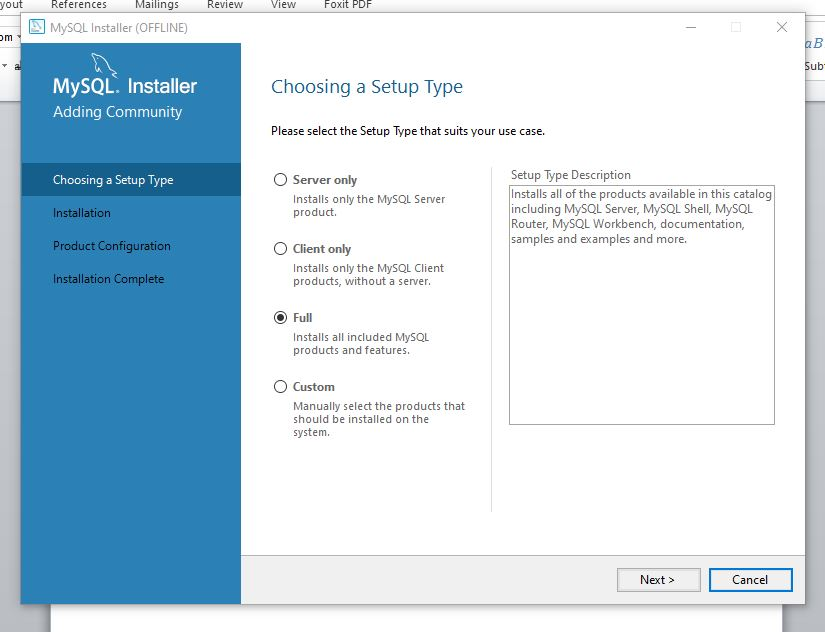 yout References Mailings Review View Foxit PDF
MySQL Installer (OFFLINE)
om
aB
Subt
MySQL. Installer
Adding Community
Choosing a Setup Type
Installation
Product Configuration
Installation Complete
Choosing a Setup Type
Please select the Setup Type that suits your use case.
Server only
Installs only the MySQL Server
product.
Client only
Installs only the MySQL Client
products, without a server.
Full
Installs all included MySQL
products and features.
Custom
Manually select the products that
should be installed on the
system.
Setup Type Description
Installs all of the products available in this catalog
including MySQL Server, MySQL Shell, MySQL
Router, MySQL Workbench, documentation,
samples and examples and more.
Next >
Cancel